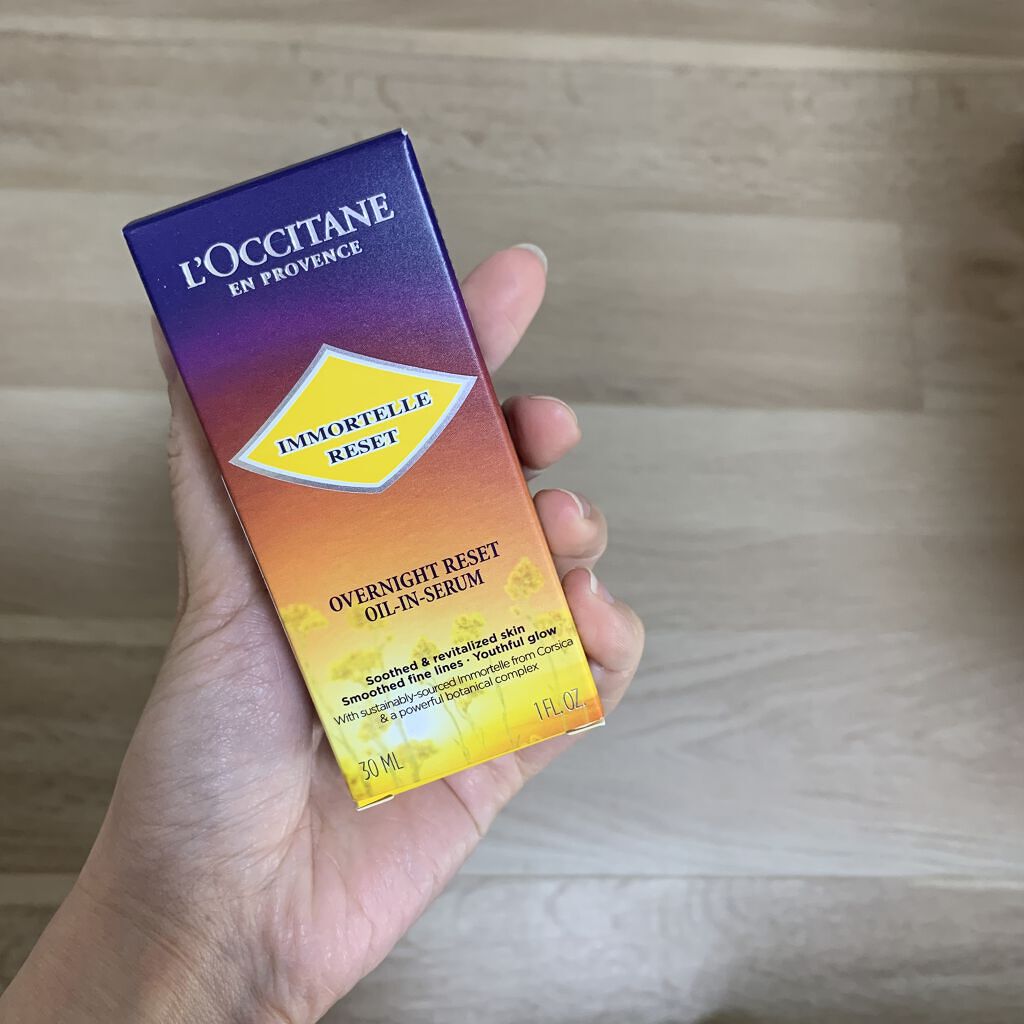 L'OCCITANE
EN PROVENCE
IMMORTELLE
RESET
OVERNIGHT RESET
OIL-IN-SERUM
Soothed & revitalized skin
Smoothed fine lines · Youthful glow
With sustainably-sourced Immortelle from Corsica
& a powerful botanical complex
30 ML
1 FL. OZ.